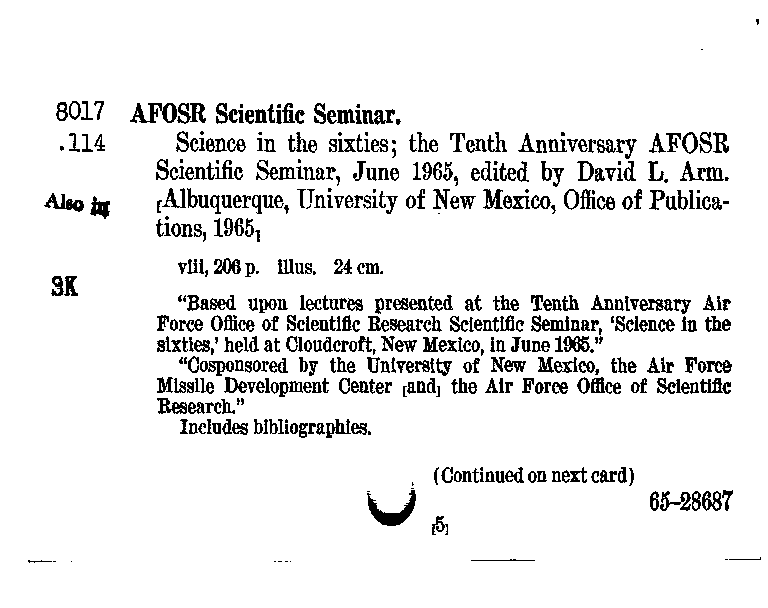 8017 AFOSR Scientific Seminar.
.114 Science in the sixties; the Tenth Anniversary AFOSR
Scientific Seminar, June 1965, edited by David L. Arm.
Also in [Albuquerque, University of New Mexico, Office of Publica-
tions, 1965]
viii, 206 p. illus. 24 cm.
3K
“Based upon lectures presented at the Tenth Anniversary Air
Force Office of Scientific Research Scientific Seminar, ‘Science in the
sixties,’ held at Cloudcroft, New Mexico, in June 1965.”
“Cosponsored by the University of New Mexico, the Air Force
Missile Development Center [and] the Air Force Office of Scientific
Research.”
Includes bibliographies.
(Continued on next card)
65–28687
[5]